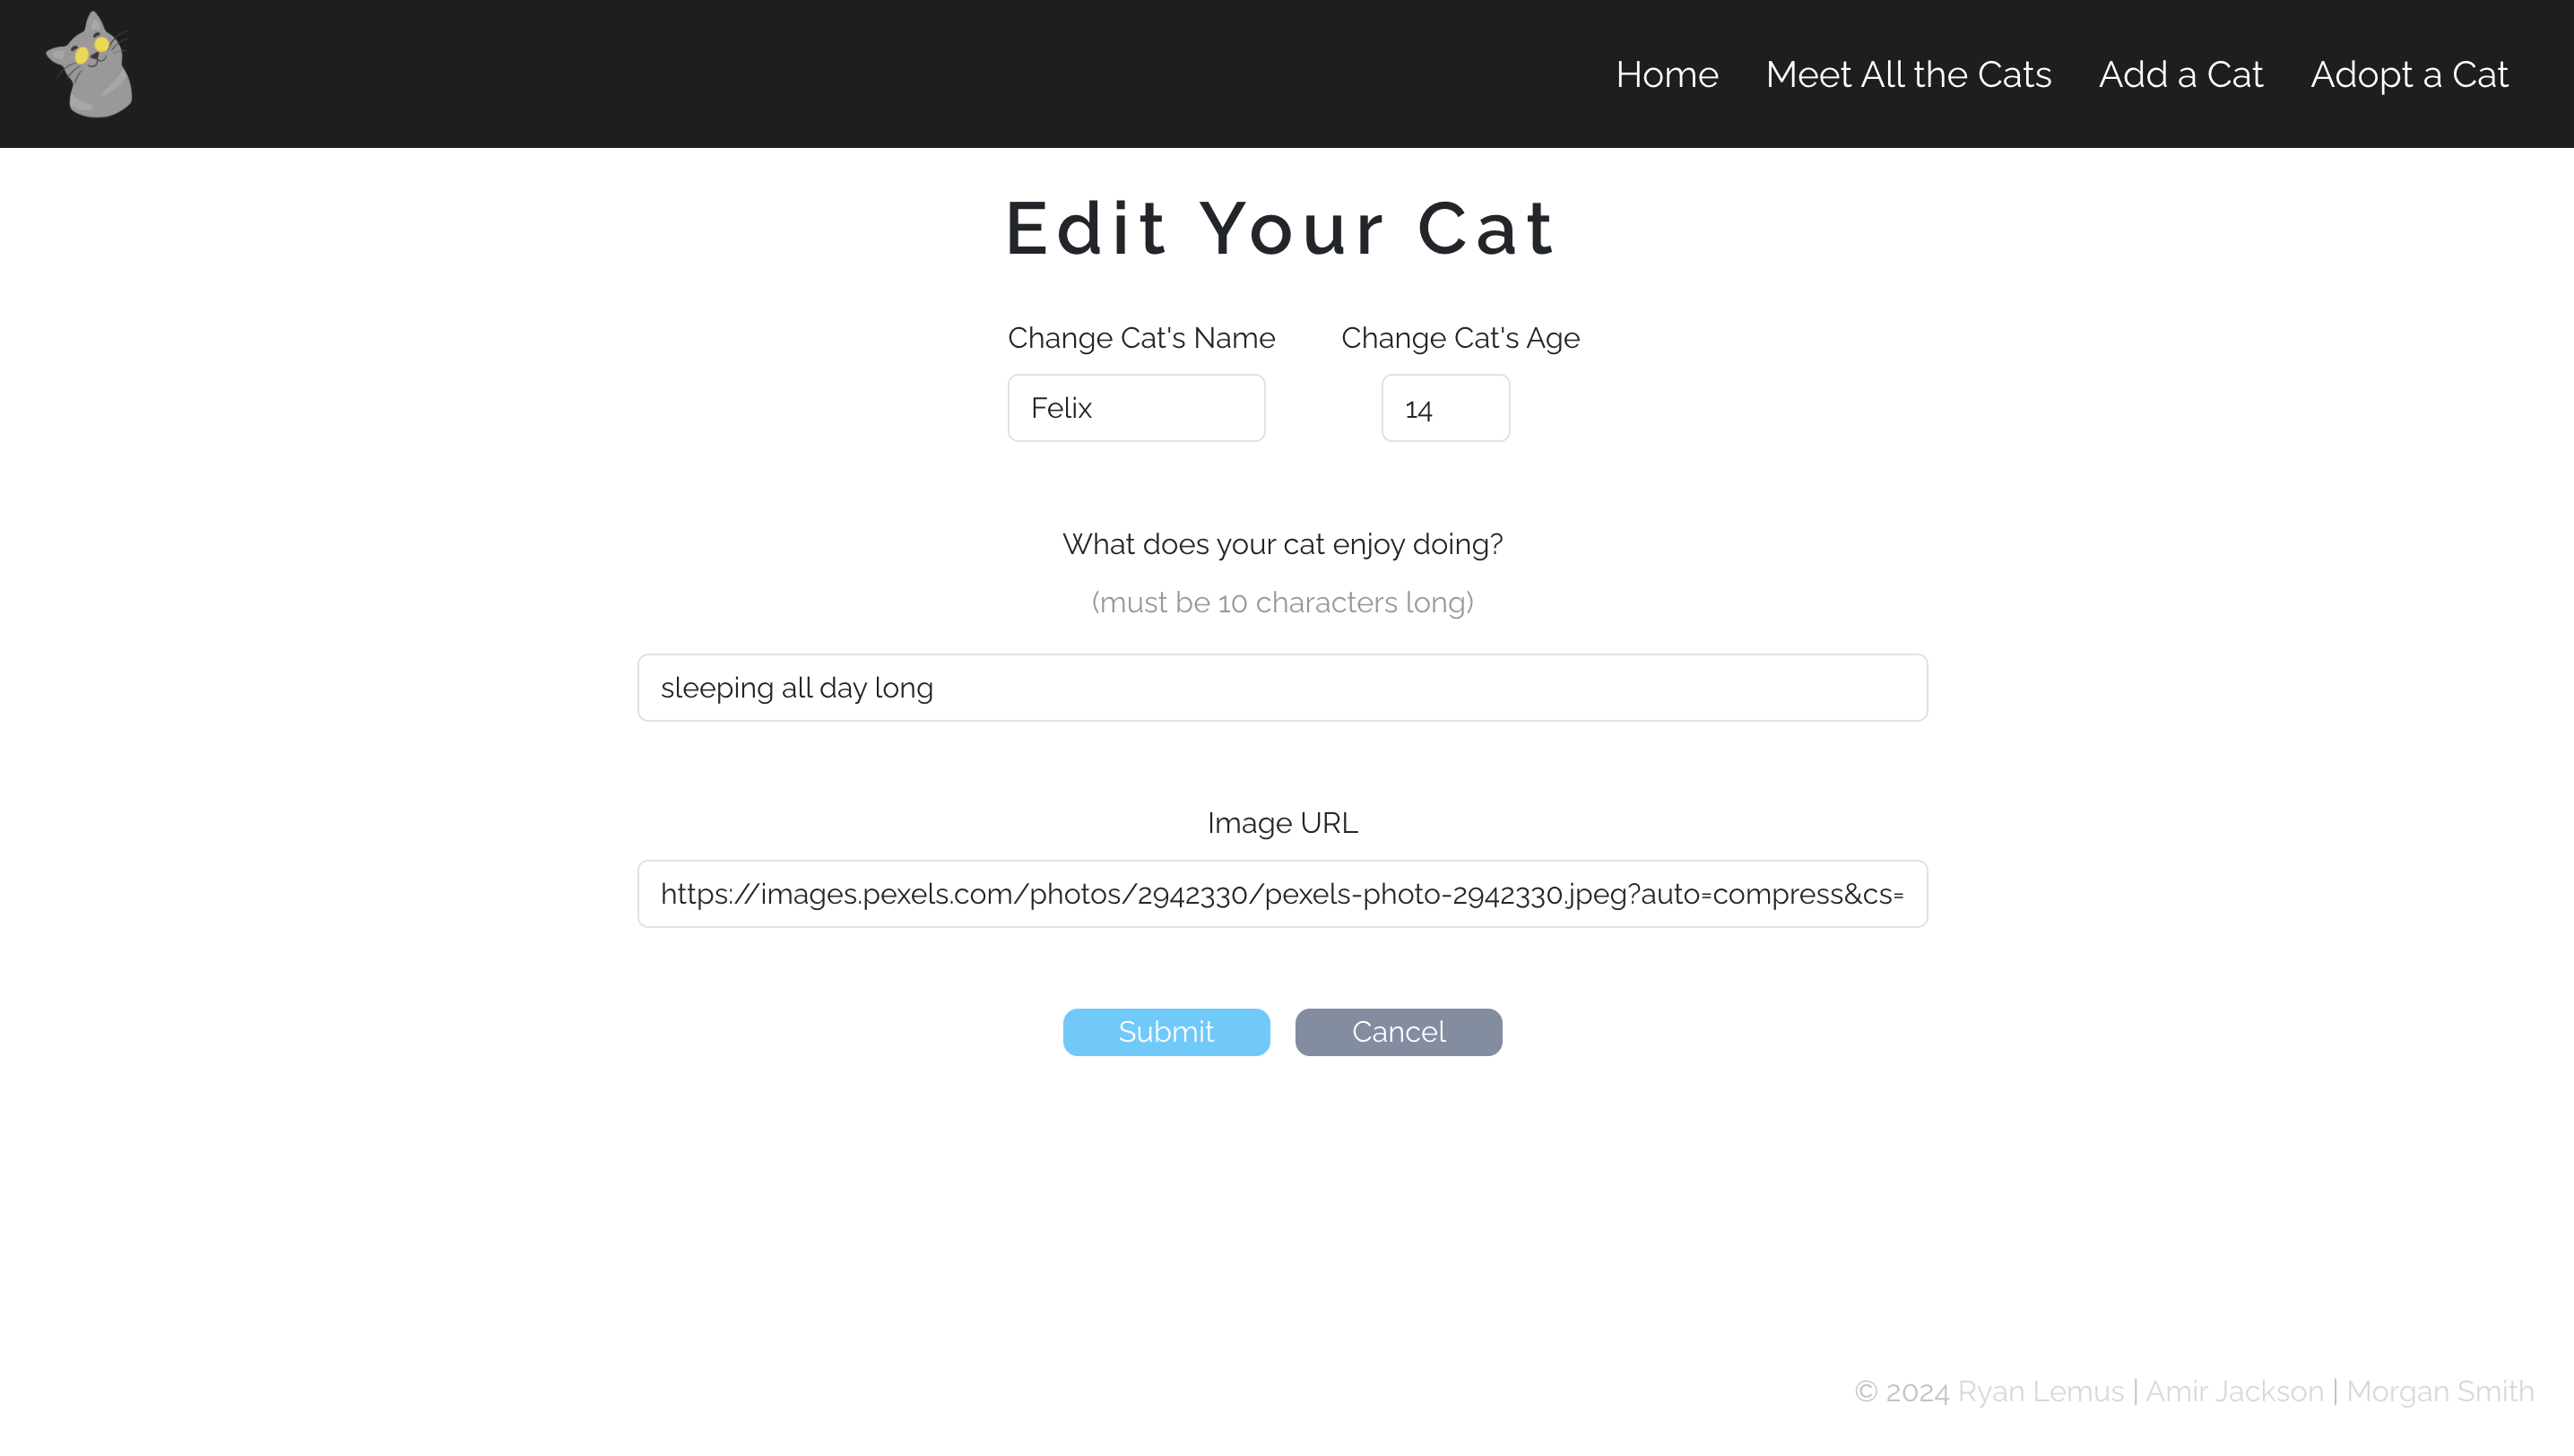 Home Meet All the Cats Add a Cat Adopt a Cat
Edit Your Cat
Change Cat's Name Change Cat's Age
Felix 14
What does your cat enjoy doing?
(must be 10 characters long)
sleeping all day long
Image URL
https://images.pexels.com/photos/2942330/pexels-photo-2942330.jpeg?auto=compress&cs=
Submit Cancel
© 2024 Ryan Lemus | Amir Jackson | Morgan Smith